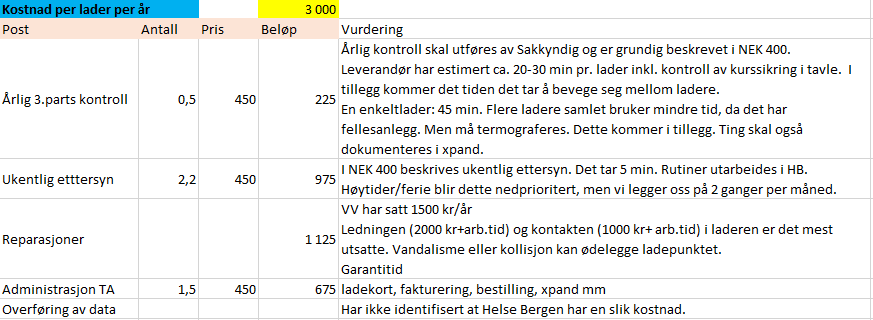 Kostnad per lader per år 3 000
Post Antall Pris Beløp Vurdering
Årlig kontroll skal utføres av Sakkyndig og er grundig beskrevet i NEK 400.
Leverandør har estimert ca. 20-30 min pr. lader inkl. kontroll av kurssikring i tavle. I
tillegg kommer det tiden det tar å bevege seg mellom ladere.
Årlig 3.parts kontroll 0,5 450 225
En enkeltlader: 45 min. Flere ladere samlet bruker mindre tid, da det har
fellesanlegg. Men må termograferes. Dette kommer i tillegg. Ting skal også
dokumenteres i xpand.
Ukentlig etttersyn 2,2 450 975
I NEK 400 beskrives ukentlig ettersyn. Det tar 5 min. Rutiner utarbeides i HB.
Høytider/ferie blir dette nedprioritert, men vi legger oss på 2 ganger per måned.
VV har satt 1500 kr/år
Ledningen (2000 kr+arb.tid) og kontakten (1000 kr+ arb.tid) i laderen er det mest
Reparasjoner 1 125
utsatte. Vandalisme eller kollisjon kan ødelegge ladepunktet.
Garantitid
Administrasjon TA 1,5 450 675 ladekort, fakturering, bestilling, xpand mm
Overføring av data Har ikke identifisert at Helse Bergen har en slik kostnad.